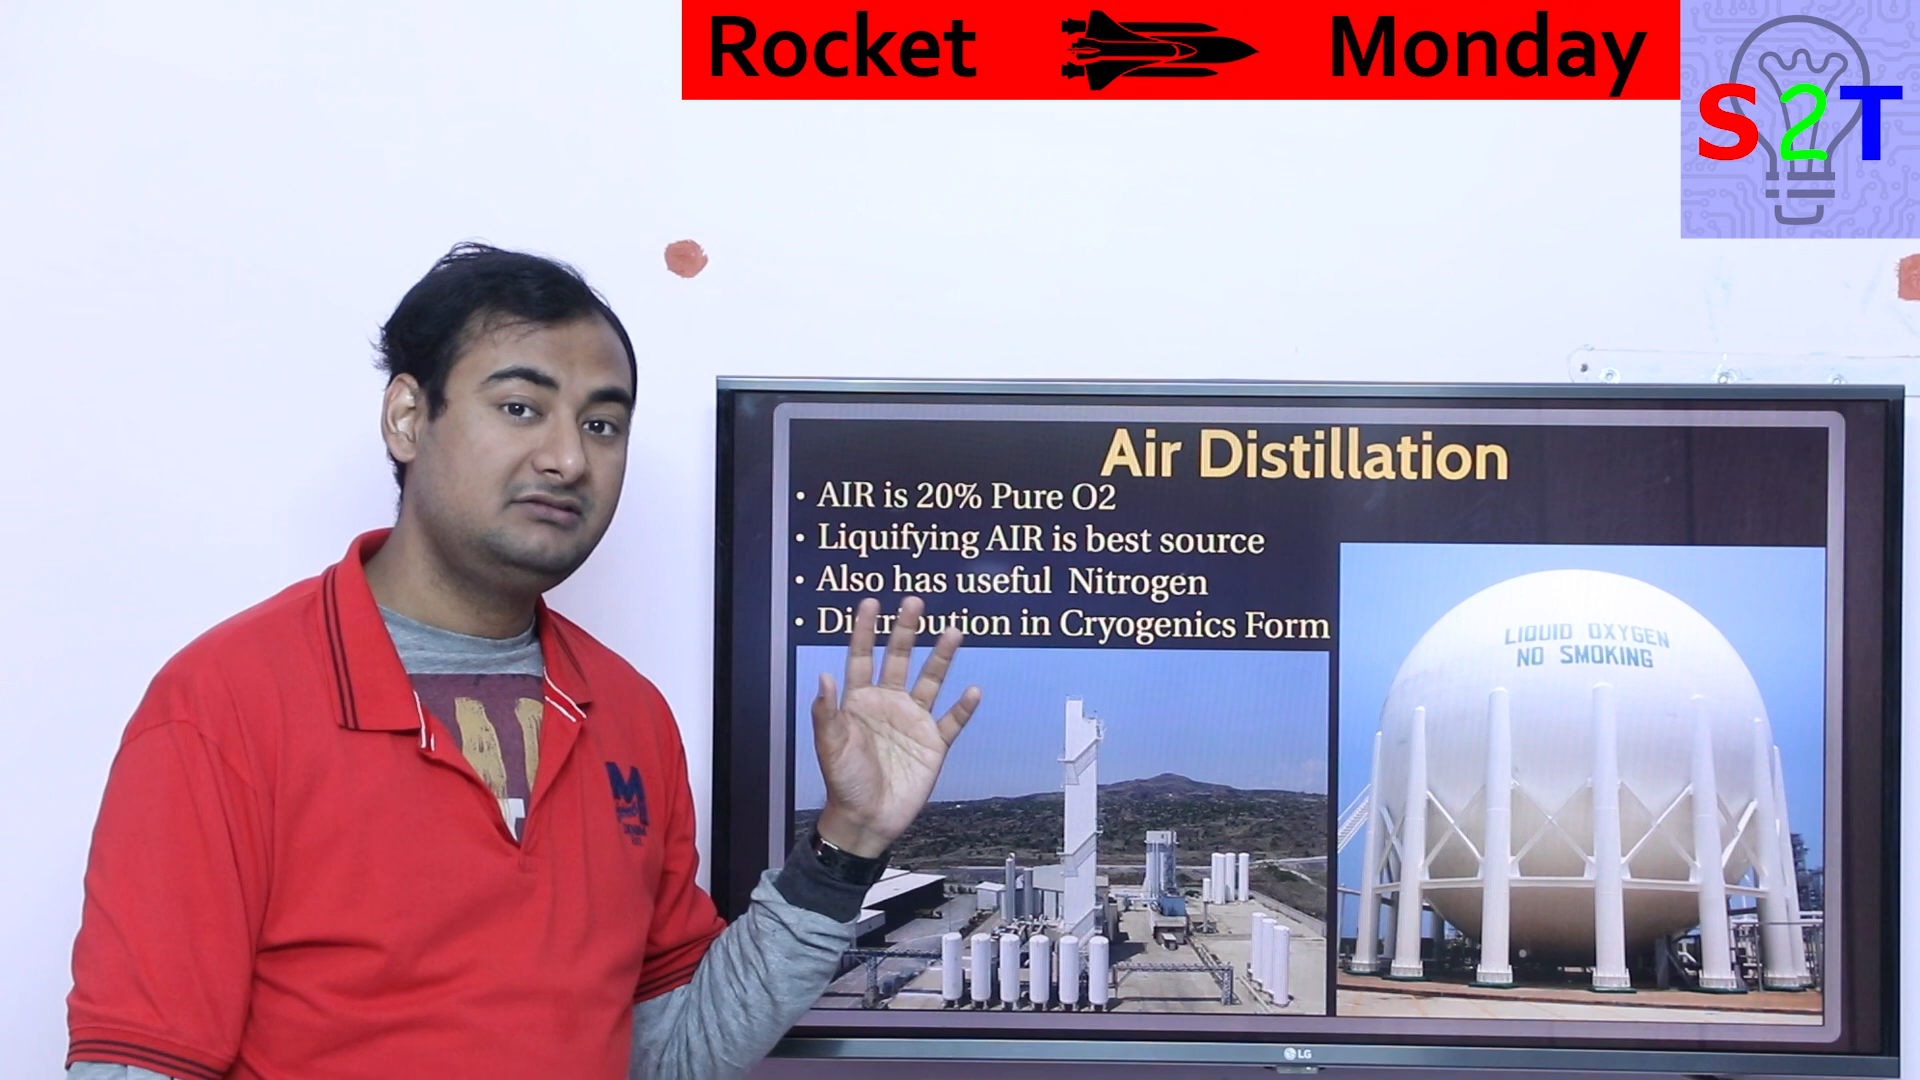 Rocket Monday
S2T
Air Distillation
• AIR is 20% Pure O2
• Liquifying AIR is best source
• Also has useful Nitrogen
• Distribution in Cryogenics Form
LIQUID OXYGEN
NO SMOKING
M
LG